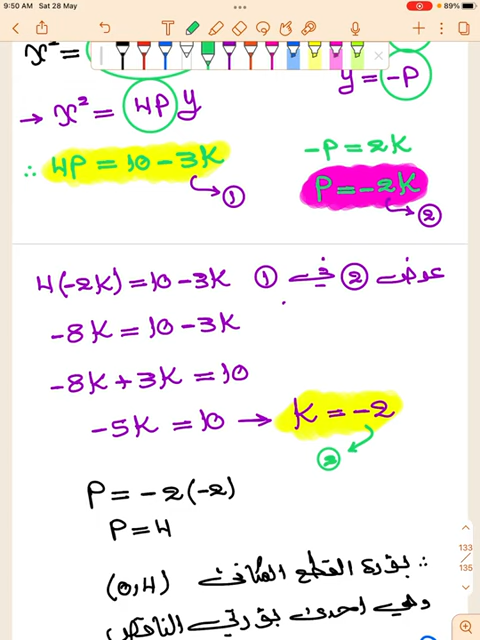 9:50 AM Sat 28 May 89%
x² =
y = -P
→ x² = 4P y
-P = 2K
∴ 4P = 10 - 3K
①
P = -2K
②
4(-2K) = 10 - 3K ① في ② عوض
-8K = 10 - 3K
-8K + 3K = 10
-5K = 10 → K = -2
②
P = -2(-2)
P = 4
133
135
∴ بؤرة القطع المكافئ (0,4)
وهي احدى بؤرتي الناقص